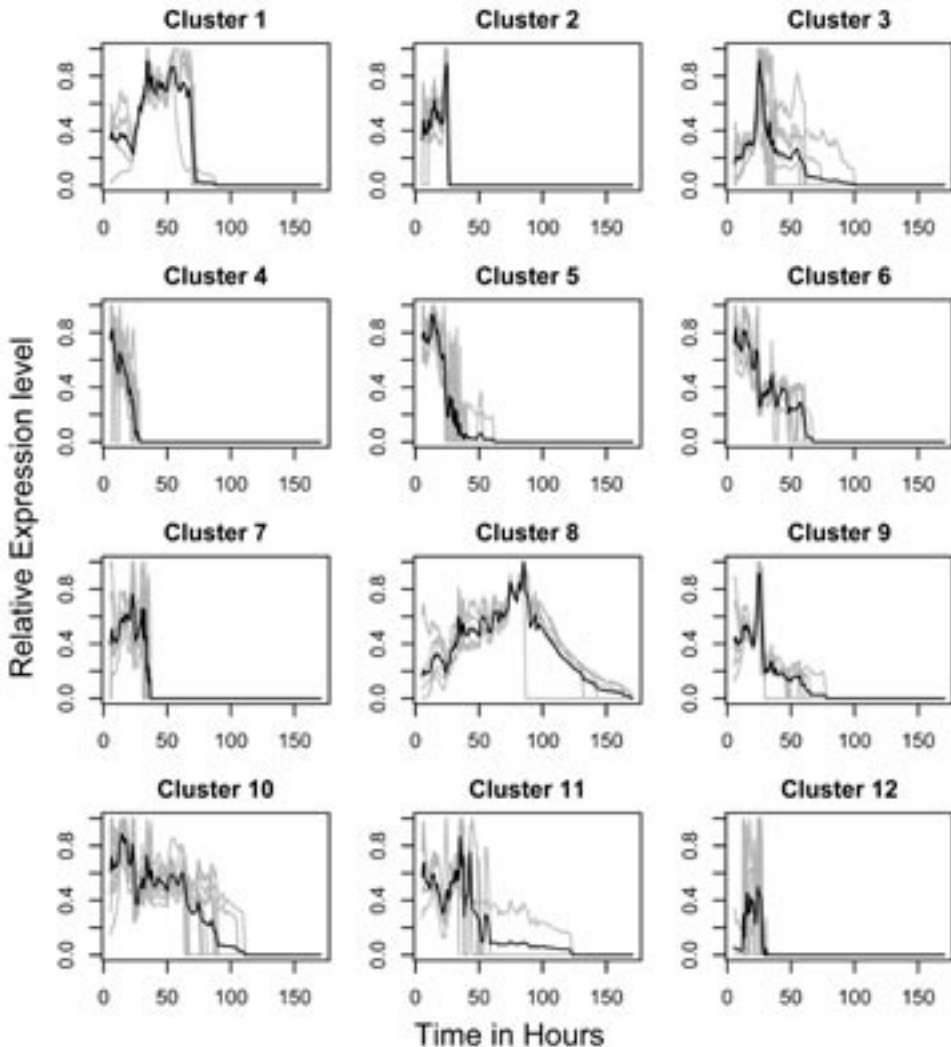 Cluster 1 Cluster 2 Cluster 3
0.0 0.4 0.8 0.0 0.4 0.8 0.0 0.4 0.8
0 50 100 150 0 50 100 150 0 50 100 150
Cluster 4 Cluster 5 Cluster 6
0.0 0.4 0.8 0.0 0.4 0.8 0.0 0.4 0.8
0 50 100 150 0 50 100 150 0 50 100 150
Relative Expression level
Cluster 7 Cluster 8 Cluster 9
0.0 0.4 0.8 0.0 0.4 0.8 0.0 0.4 0.8
0 50 100 150 0 50 100 150 0 50 100 150
Cluster 10 Cluster 11 Cluster 12
0.0 0.4 0.8 0.0 0.4 0.8 0.0 0.4 0.8
0 50 100 150 0 50 100 150 0 50 100 150
Time in Hours